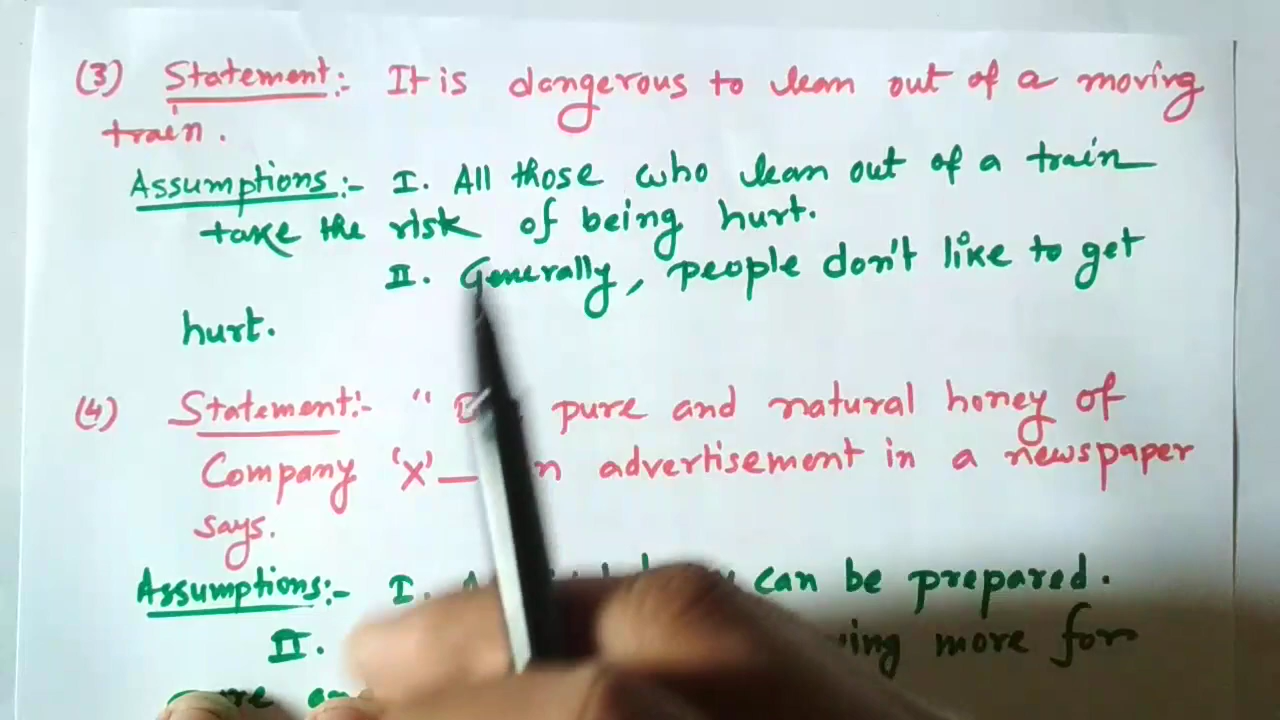 (3) Statement:- It is dangerous to lean out of a moving
train.
Assumptions:- I. All those who lean out of a train
take the risk of being hurt.
II. Generally, people don't like to get
hurt.
(4) Statement:- " pure and natural honey of
Company 'X' advertisement in a newspaper
says.
Assumptions:- I. can be prepared.
II. more for